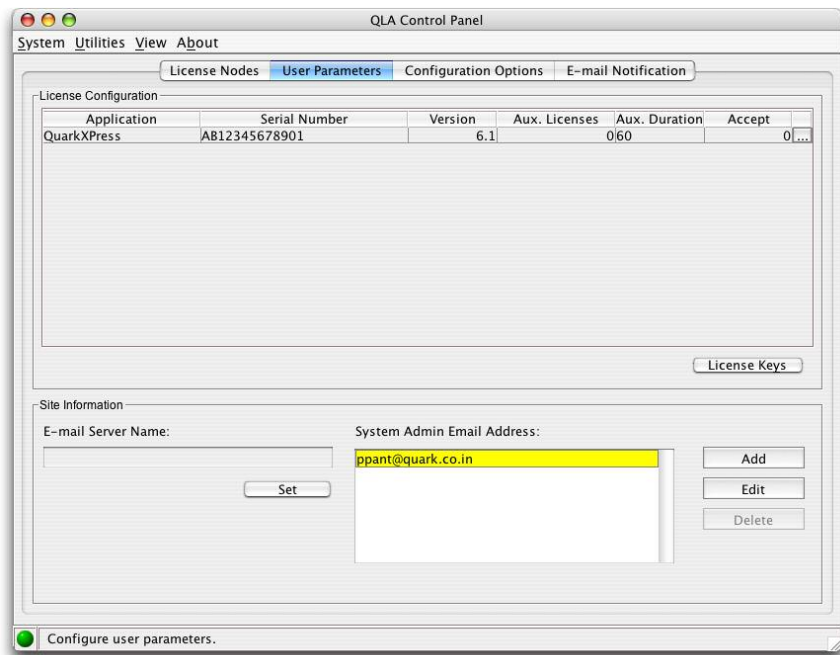 QLA Control Panel
System Utilities View About
License Nodes User Parameters Configuration Options E-mail Notification
License Configuration
Application Serial Number Version Aux. Licenses Aux. Duration Accept
QuarkXPress AB12345678901 6.1 0 60 0 ...
License Keys
Site Information
E-mail Server Name: System Admin Email Address:
ppant@quark.co.in Add
Set Edit
Delete
Configure user parameters.